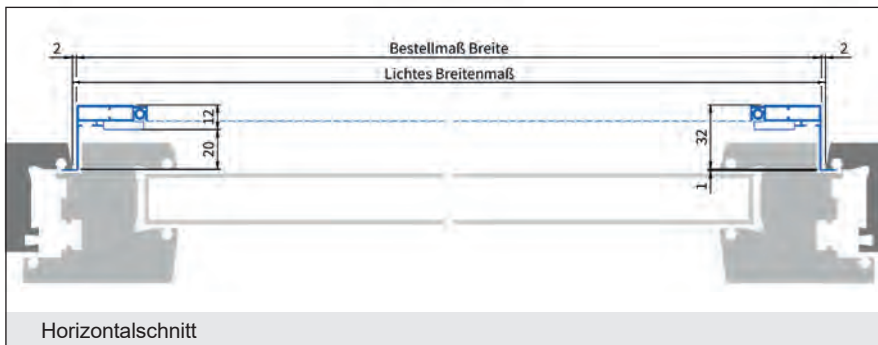 2 Bestellmaß Breite 2
Lichtes Breitenmaß
12
20
32
1
Horizontalschnitt